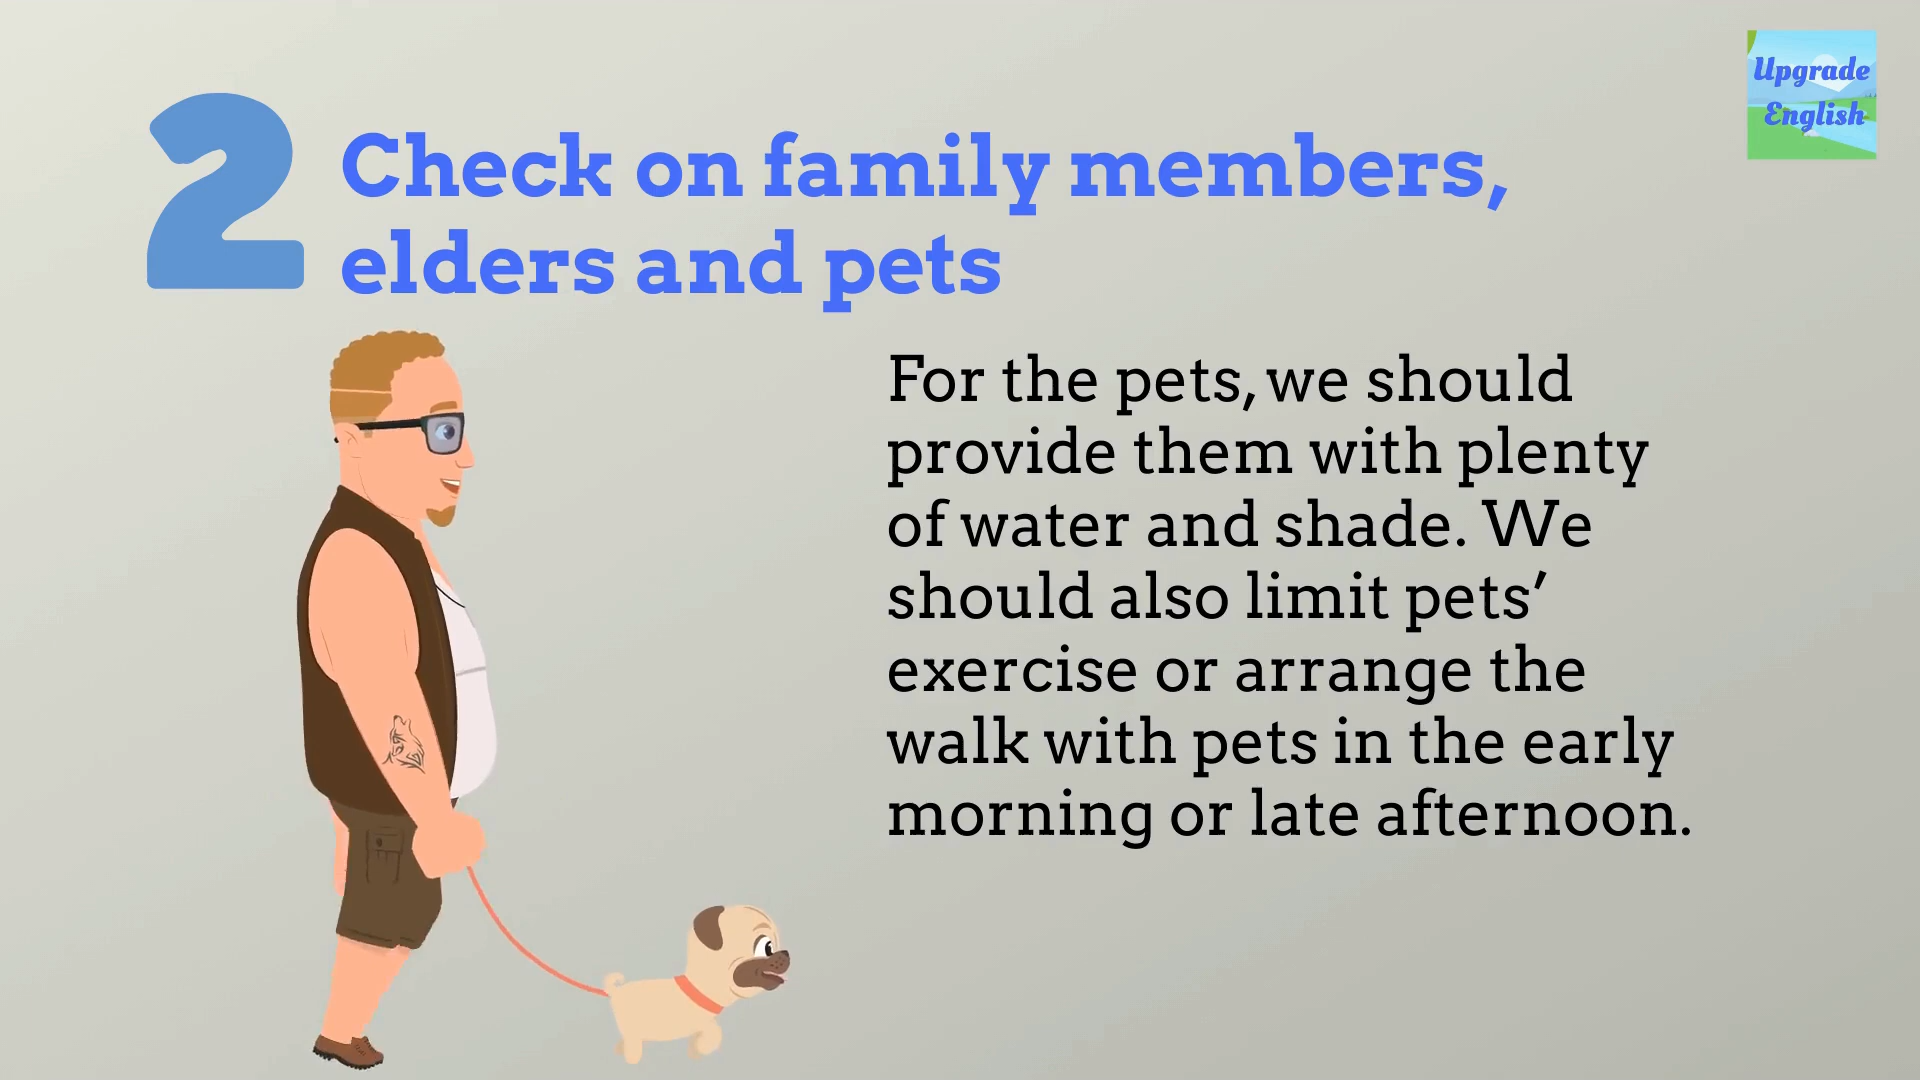 Upgrade
English
2
Check on family members,
elders and pets
For the pets, we should
provide them with plenty
of water and shade. We
should also limit pets’
exercise or arrange the
walk with pets in the early
morning or late afternoon.